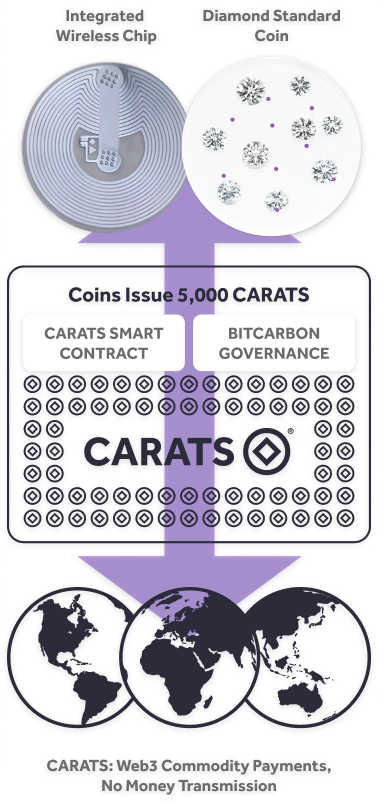 Integrated
Wireless Chip
Diamond Standard
Coin
Coins Issue 5,000 CARATS
CARATS SMART
CONTRACT
BITCARBON
GOVERNANCE
CARATS ®
CARATS: Web3 Commodity Payments,
No Money Transmission